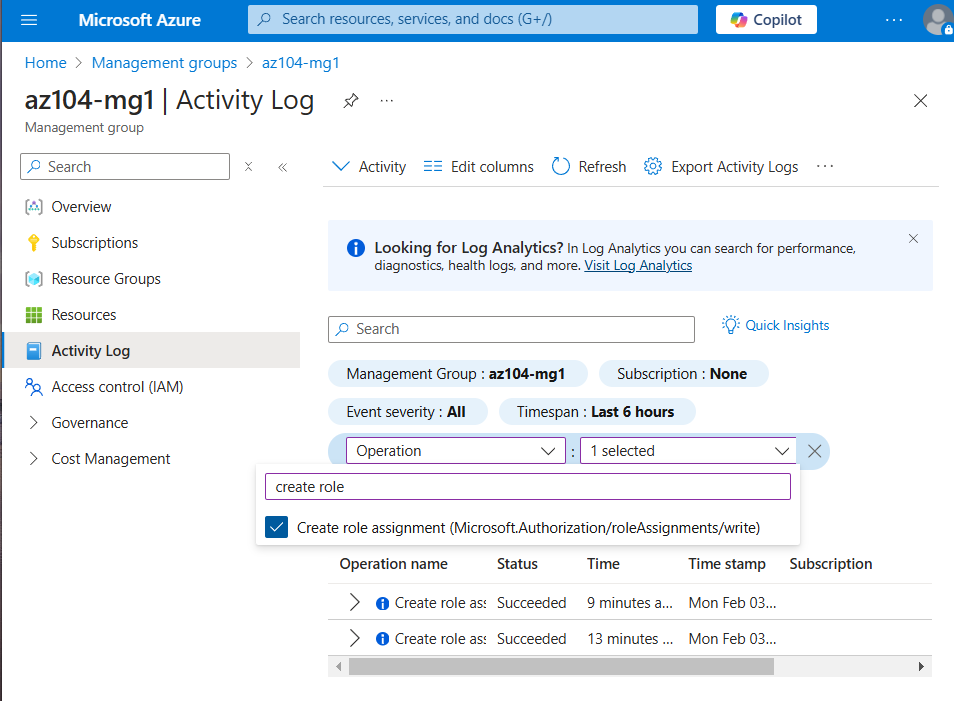 Microsoft Azure
Search resources, services, and docs (G+/)
Copilot
Home > Management groups > az104-mg1
az104-mg1 | Activity Log
Management group
Search
Activity
Edit columns
Refresh
Export Activity Logs
Overview
Subscriptions
Resource Groups
Resources
Activity Log
Access control (IAM)
Governance
Cost Management
Looking for Log Analytics? In Log Analytics you can search for performance,
diagnostics, health logs, and more. Visit Log Analytics
Search
Quick Insights
Management Group : az104-mg1
Subscription : None
Event severity : All
Timespan : Last 6 hours
Operation : 1 selected
create role
Create role assignment (Microsoft.Authorization/roleAssignments/write)
Operation name Status Time Time stamp Subscription
Create role ass Succeeded 9 minutes a... Mon Feb 03...
Create role ass Succeeded 13 minutes ... Mon Feb 03...